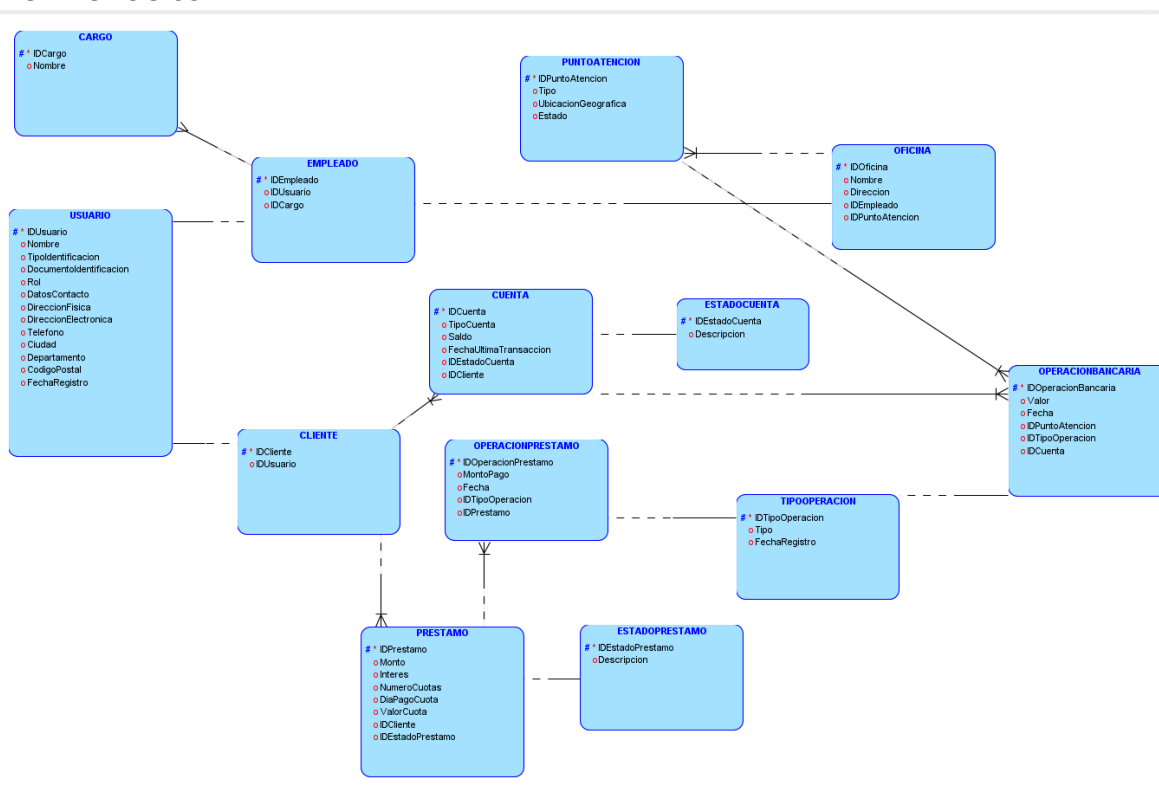 CARGO
# * IDCargo
o Nombre
PUNTOATENCION
# * IDPuntoAtencion
o Tipo
o UbicacionGeografica
o Estado
OFICINA
# * IDOficina
o Nombre
o Direccion
o IDEmpleado
o IDPuntoAtencion
EMPLEADO
# * IDEmpleado
o IDUsuario
o IDCargo
USUARIO
# * IDUsuario
o Nombre
o TipoIdentificacion
o DocumentoIdentificacion
o Rol
o DatosContacto
o DireccionFisica
o DireccionElectronica
o Telefono
o Ciudad
o Departamento
o CodigoPostal
o FechaRegistro
CUENTA
# * IDCuenta
o TipoCuenta
o Saldo
o FechaUltimaTransaccion
o IDEstadoCuenta
o IDCliente
ESTADOCUENTA
# * IDEstadoCuenta
o Descripcion
OPERACIONBANCARIA
# * IDOperacionBancaria
o Valor
o Fecha
o IDPuntoAtencion
o IDTipoOperacion
o IDCuenta
CLIENTE
# * IDCliente
o IDUsuario
OPERACIONPRESTAMO
# * IDOperacionPrestamo
o MontoPago
o Fecha
o IDTipoOperacion
o IDPrestamo
TIPOOPERACION
# * IDTipoOperacion
o Tipo
o FechaRegistro
PRESTAMO
# * IDPrestamo
o Monto
o Interes
o NumeroCuotas
o DiaPagoCuota
o ValorCuota
o IDCliente
o IDEstadoPrestamo
ESTADOPRESTAMO
# * IDEstadoPrestamo
o Descripcion